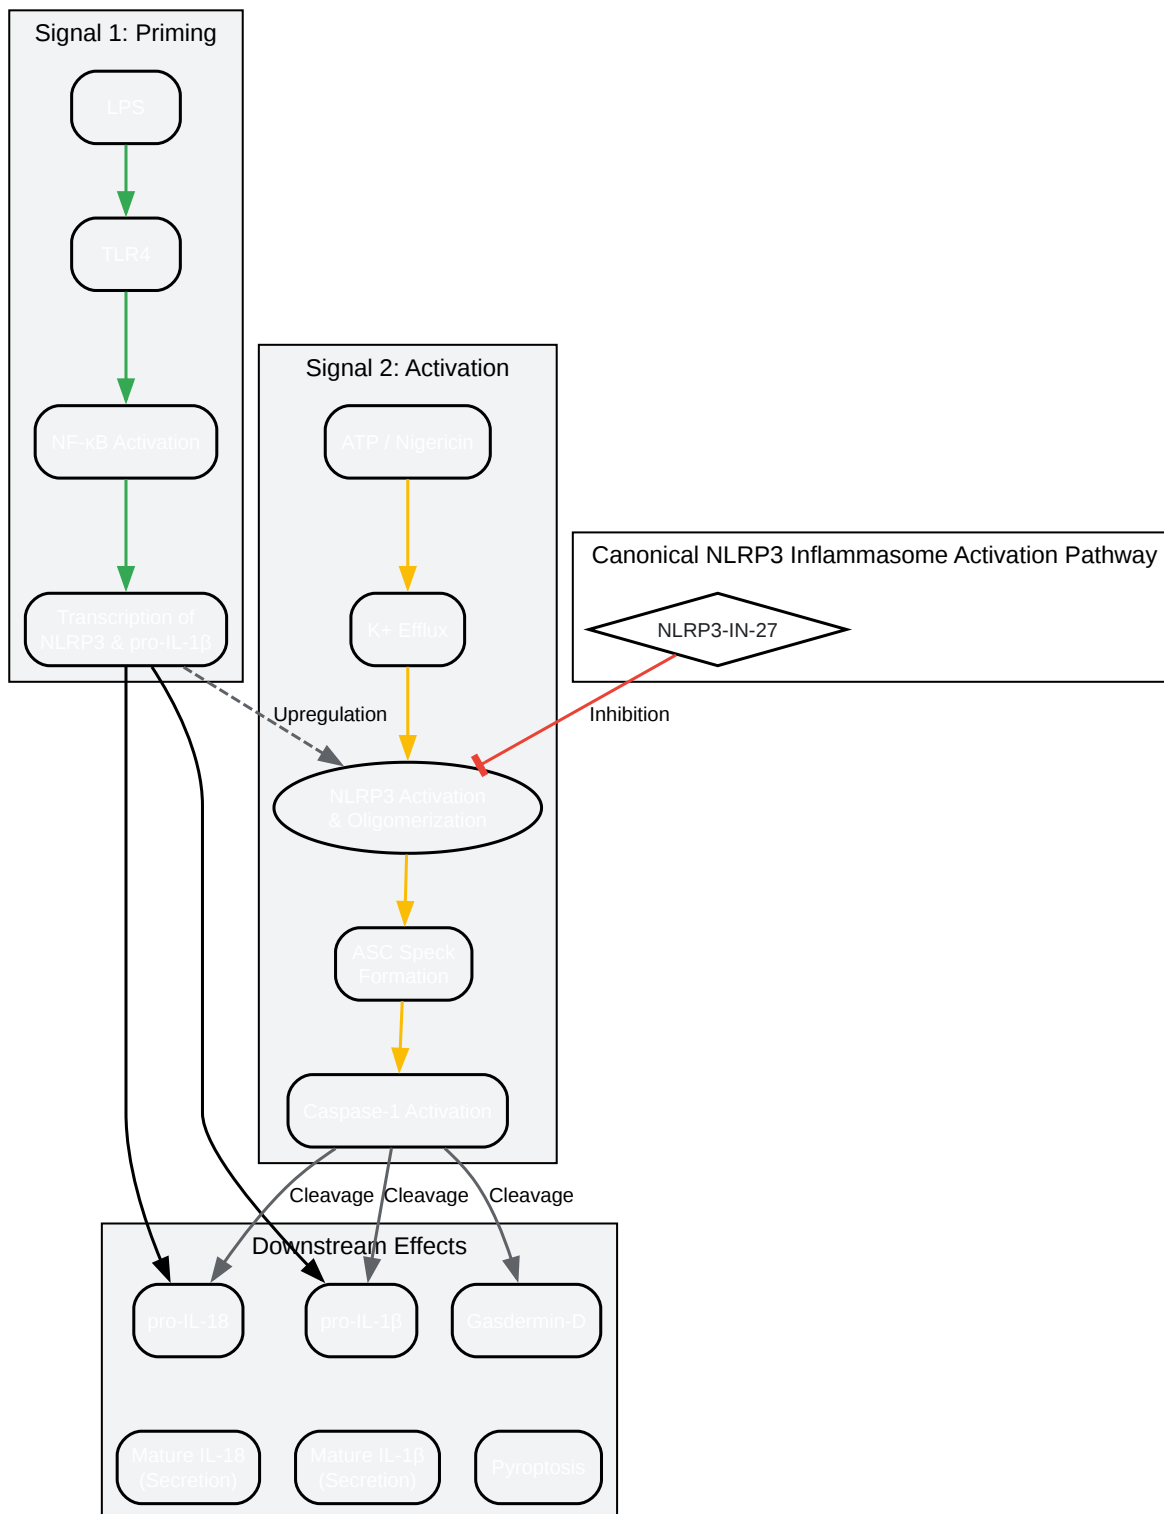 Signal 1: Priming
LPS
TLR4
NF-κB Activation
Transcription of
NLRP3 & pro-IL-1β
Signal 2: Activation
ATP / Nigericin
K+ Efflux
Canonical NLRP3 Inflammasome Activation Pathway
NLRP3-IN-27
Upregulation
Inhibition
NLRP3 Activation
& Oligomerization
ASC Speck
Formation
Caspase-1 Activation
Cleavage
Cleavage
Cleavage
Downstream Effects
pro-IL-18
pro-IL-1β
Gasdermin-D
Mature IL-18
(Secretion)
Mature IL-1β
(Secretion)
Pyroptosis